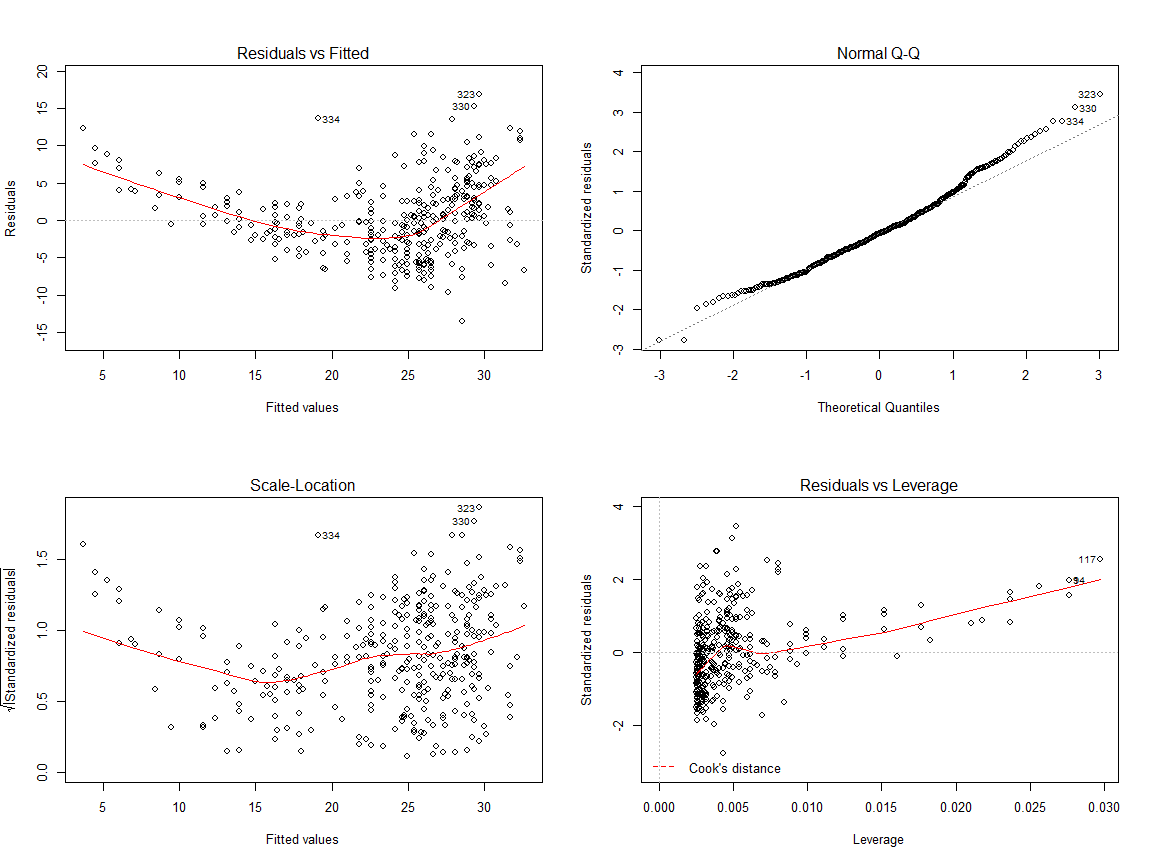 Residuals vs Fitted
20
15
10
5
0
-5
-10
-15
Residuals
323
330
334
5 10 15 20 25 30
Fitted values
Normal Q-Q
4
3
2
1
0
-1
-2
-3
Standardized residuals
323
330
334
-3 -2 -1 0 1 2 3
Theoretical Quantiles
Scale-Location
1.5
1.0
0.5
0.0
√|Standardized residuals|
323
330
334
5 10 15 20 25 30
Fitted values
Residuals vs Leverage
4
2
0
-2
Standardized residuals
117
94
Cook's distance
0.000 0.005 0.010 0.015 0.020 0.025 0.030
Leverage